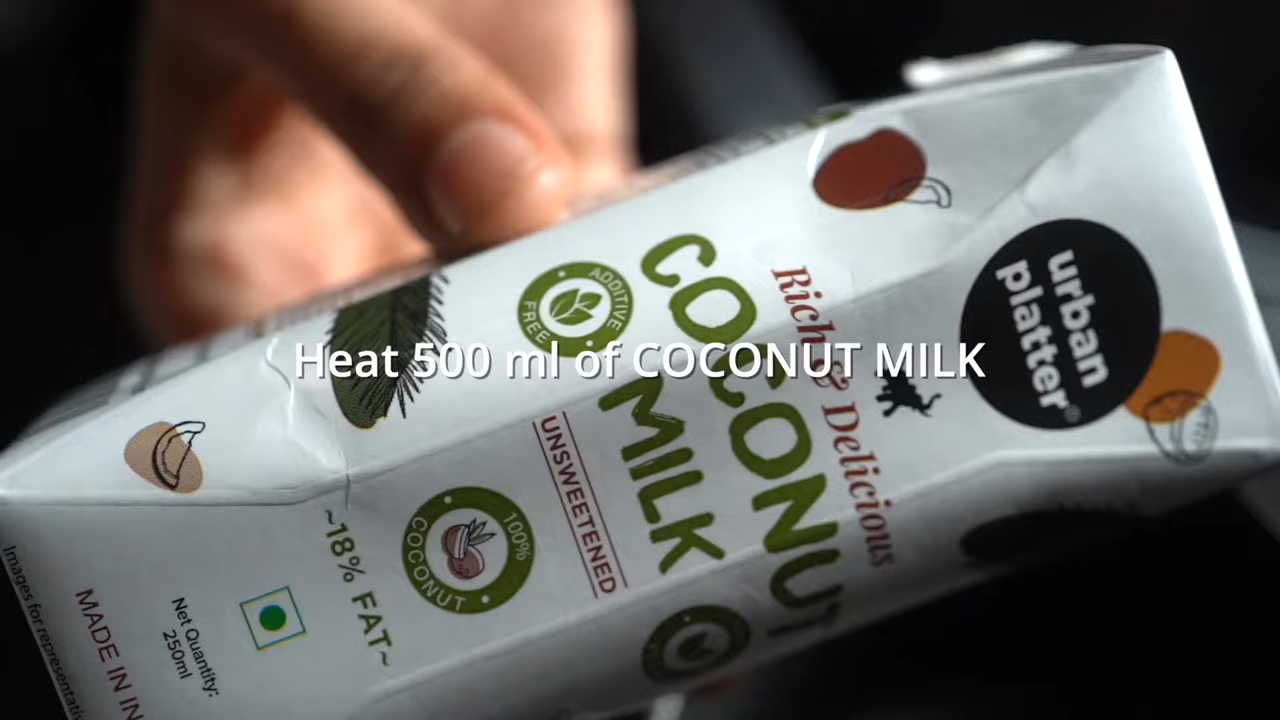 Heat 500 ml of COCONUT MILK
urban
platter®
Rich & Delicious
COCONUT
MILK
UNSWEETENED
ADDITIVE
FREE
100%
COCONUT
~18% FAT~
Net Quantity:
250ml
MADE IN IN
Images for